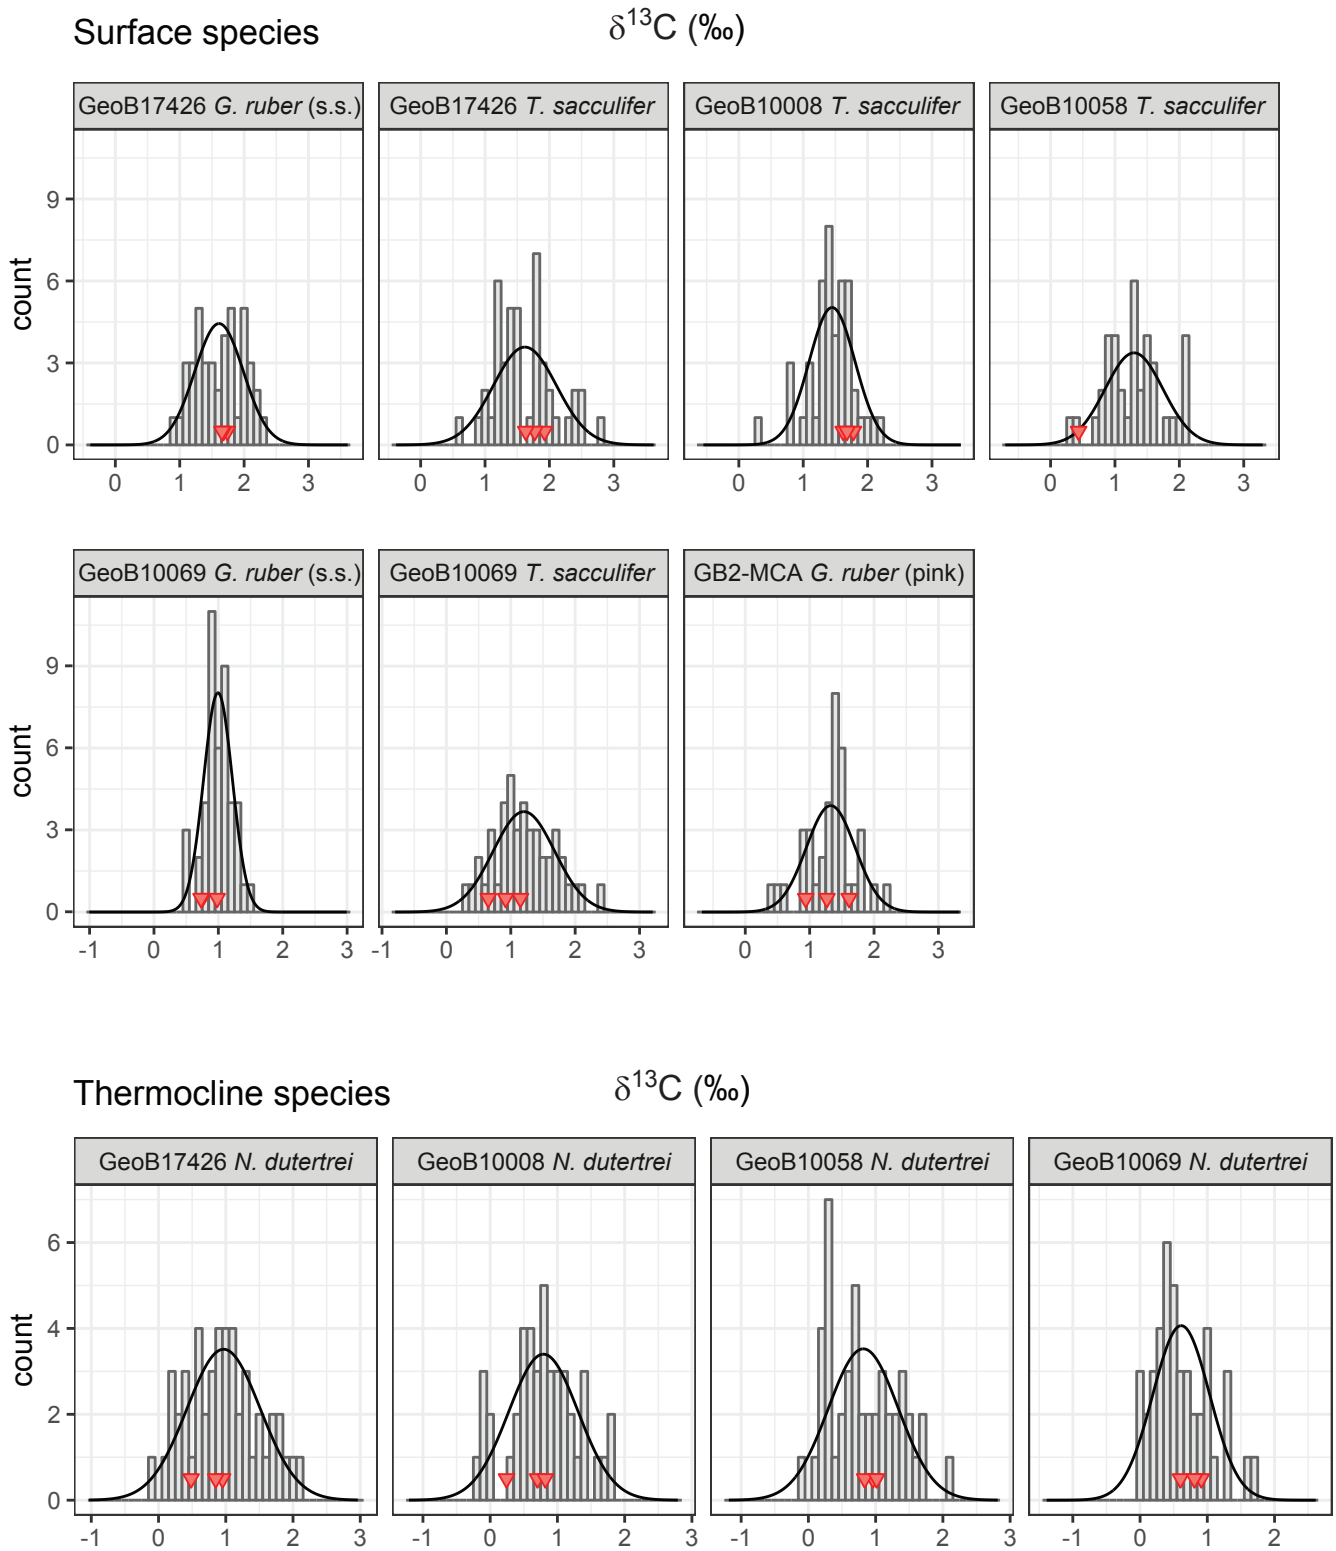 Surface species
δ¹³C (‰)
GeoB17426 G. ruber (s.s.)
GeoB17426 T. sacculifer
GeoB10008 T. sacculifer
GeoB10058 T. sacculifer
count
9
6
3
0
0 1 2 3
0 1 2 3
0 1 2 3
0 1 2 3
GeoB10069 G. ruber (s.s.)
GeoB10069 T. sacculifer
GB2-MCA G. ruber (pink)
count
9
6
3
0
-1 0 1 2 3
-1 0 1 2 3
0 1 2 3
Thermocline species
δ¹³C (‰)
GeoB17426 N. dutertrei
GeoB10008 N. dutertrei
GeoB10058 N. dutertrei
GeoB10069 N. dutertrei
count
6
4
2
0
-1 0 1 2 3
-1 0 1 2 3
-1 0 1 2 3
-1 0 1 2